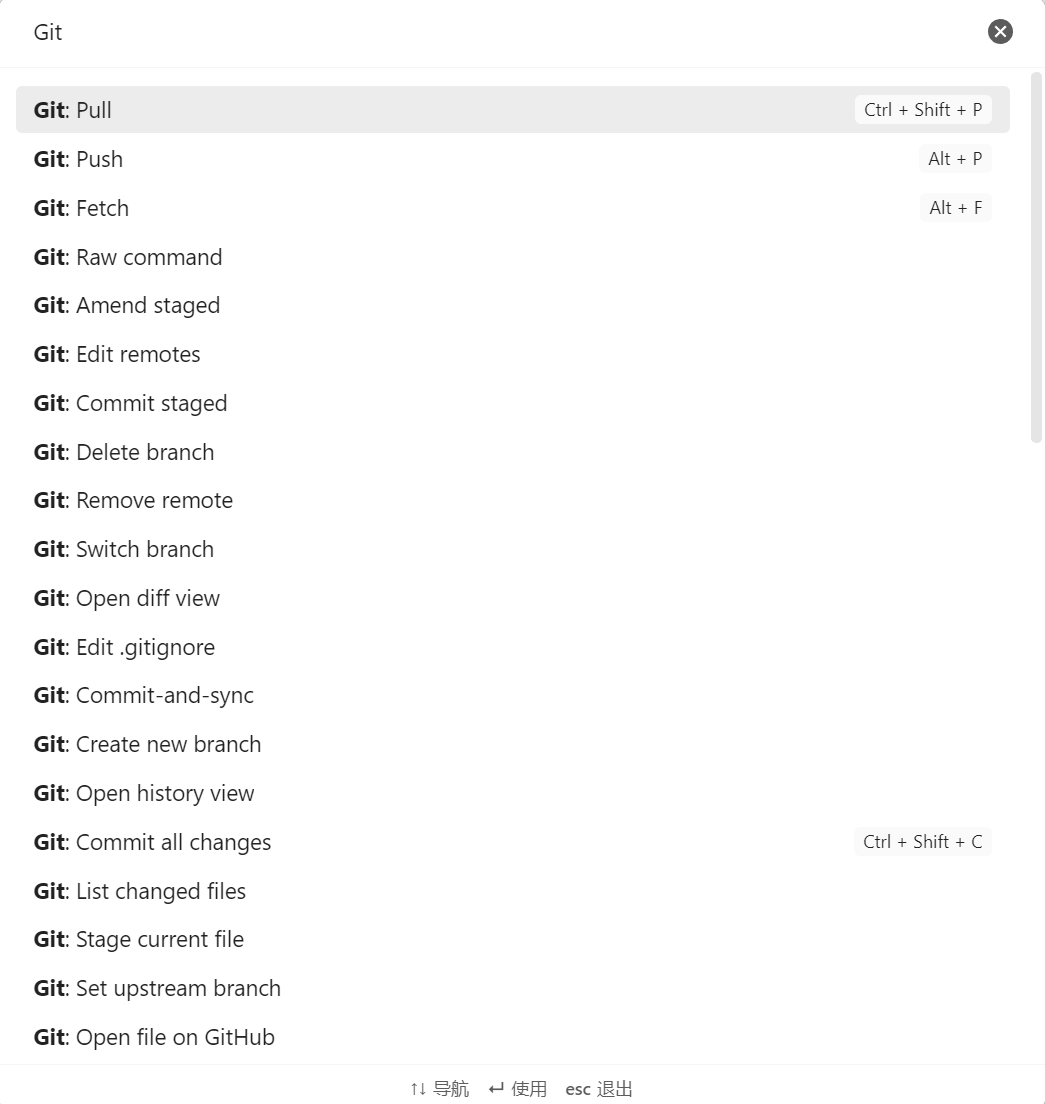 Git
Git: Pull Ctrl + Shift + P
Git: Push Alt + P
Git: Fetch Alt + F
Git: Raw command
Git: Amend staged
Git: Edit remotes
Git: Commit staged
Git: Delete branch
Git: Remove remote
Git: Switch branch
Git: Open diff view
Git: Edit .gitignore
Git: Commit-and-sync
Git: Create new branch
Git: Open history view
Git: Commit all changes Ctrl + Shift + C
Git: List changed files
Git: Stage current file
Git: Set upstream branch
Git: Open file on GitHub
↑↓ 导航 ↵ 使用 esc 退出